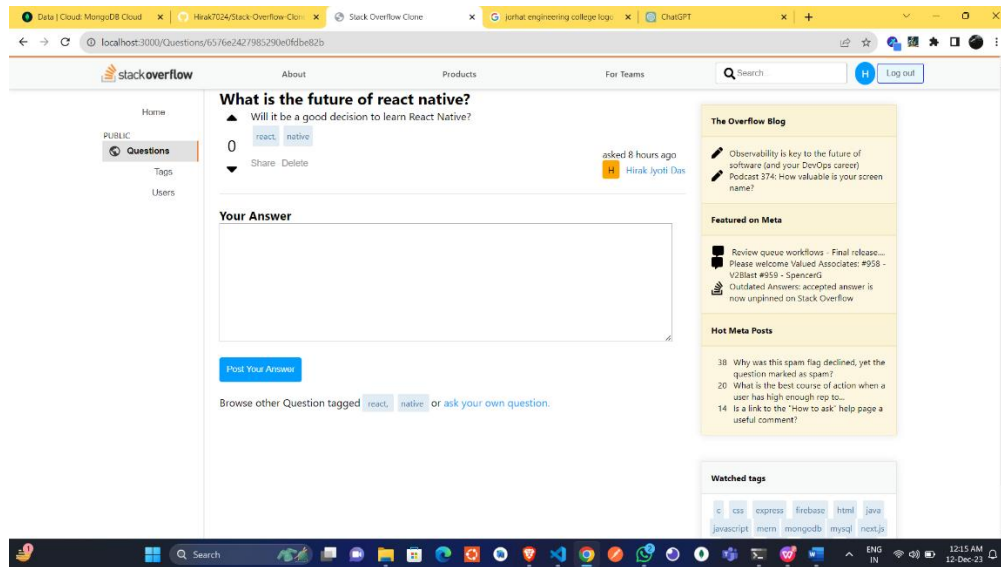 Data | Cloud: MongoDB Cloud
Hirak7024/Stack-Overflow-Clone
Stack Overflow Clone
jorhat engineering college logo
ChatGPT
localhost:3000/Questions/6576e2427985290e0fdbe82b
stackoverflow
About
Products
For Teams
Search...
H
Log out
Home
PUBLIC
Questions
Tags
Users
What is the future of react native?
Will it be a good decision to learn React Native?
0
react, native
Share Delete
asked 8 hours ago
H Hirak Jyoti Das
Your Answer
Post Your Answer
Browse other Question tagged react, native or ask your own question.
The Overflow Blog
Observability is key to the future of
software (and your DevOps career)
Podcast 374: How valuable is your screen
name?
Featured on Meta
Review queue workflows - Final release....
Please welcome Valued Associates: #958 -
V2Blast #959 - SpencerG
Outdated Answers: accepted answer is
now unpinned on Stack Overflow
Hot Meta Posts
38 Why was this spam flag declined, yet the
question marked as spam?
20 What is the best course of action when a
user has high enough rep to...
14 Is a link to the "How to ask" help page a
useful comment?
Watched tags
c css express firebase html java
javascript mern mongodb mysql next.js
Search
ENG
IN
12:15 AM
12-Dec-23